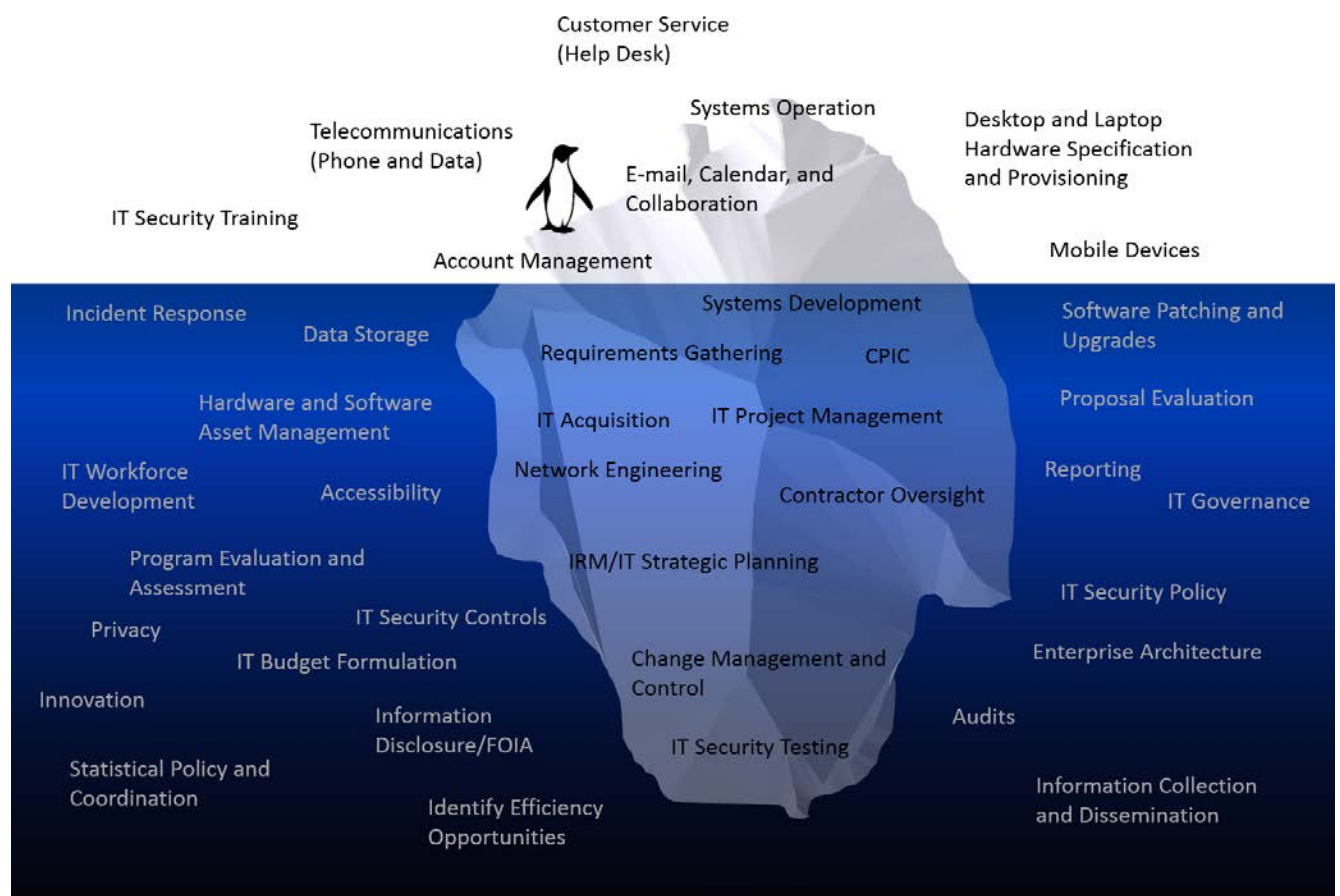 Customer Service
(Help Desk)
Systems Operation
Telecommunications
(Phone and Data)
Desktop and Laptop
Hardware Specification
and Provisioning
E-mail, Calendar, and
Collaboration
IT Security Training
Account Management
Mobile Devices
Incident Response
Data Storage
Systems Development
Software Patching and
Upgrades
Requirements Gathering
CPIC
Hardware and Software
Asset Management
IT Acquisition
IT Project Management
Proposal Evaluation
IT Workforce
Development
Accessibility
Network Engineering
Contractor Oversight
Reporting
IT Governance
Program Evaluation and
Assessment
IRM/IT Strategic Planning
IT Security Policy
Privacy
IT Security Controls
IT Budget Formulation
Change Management and
Control
Enterprise Architecture
Innovation
Information
Disclosure/FOIA
Audits
IT Security Testing
Statistical Policy and
Coordination
Identify Efficiency
Opportunities
Information Collection
and Dissemination